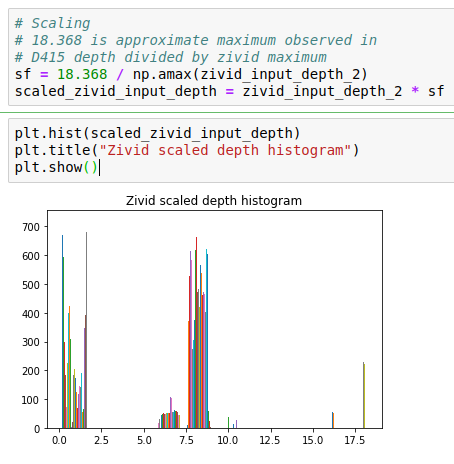 # Scaling
# 18.368 is approximate maximum observed in
# D415 depth divided by zivid maximum
sf = 18.368 / np.amax(zivid_input_depth_2)
scaled_zivid_input_depth = zivid_input_depth_2 * sf
plt.hist(scaled_zivid_input_depth)
plt.title("Zivid scaled depth histogram")
plt.show()
Zivid scaled depth histogram
700
600
500
400
300
200
100
0
0.0 2.5 5.0 7.5 10.0 12.5 15.0 17.5